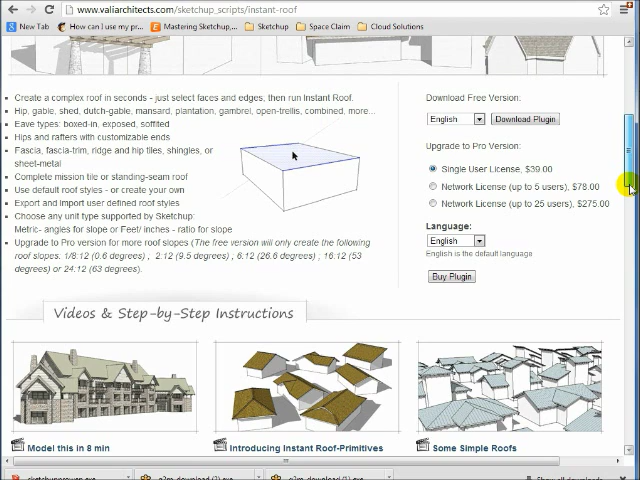 www.valiarchitects.com/sketchup_scripts/instant-roof
New Tab
How can I use my pr...
Mastering Sketchup,...
Sketchup
Space Claim
Cloud Solutions
Create a complex roof in seconds - just select faces and edges, then run Instant Roof.
Hip, gable, shed, dutch-gable, mansard, plantation, gambrel, open-trellis, combined, more...
Eave types: boxed-in, exposed, soffited
Hips and rafters with customizable ends
Fascia, fascia-trim, ridge and hip tiles, shingles, or
sheet-metal
Complete mission tile or standing-seam roof
Use default roof styles - or create your own
Export and import user defined roof styles
Choose any unit type supported by Sketchup:
Metric- angles for slope or Feet/ inches - ratio for slope
Upgrade to Pro version for more roof slopes (The free version will only create the following
roof slopes: 1/8:12 (0.6 degrees) , 2:12 (9.5 degrees) , 6:12 (26.6 degrees) ; 16:12 (53
degrees) or 24:12 (63 degrees).
Download Free Version:
English
Download Plugin
Upgrade to Pro Version:
Single User License, $39.00
Network License (up to 5 users), $78.00
Network License (up to 25 users), $275.00
Language:
English
English is the default language
Buy Plugin
Videos & Step-by-Step Instructions
Model this in 8 min
Introducing Instant Roof-Primitives
Some Simple Roofs